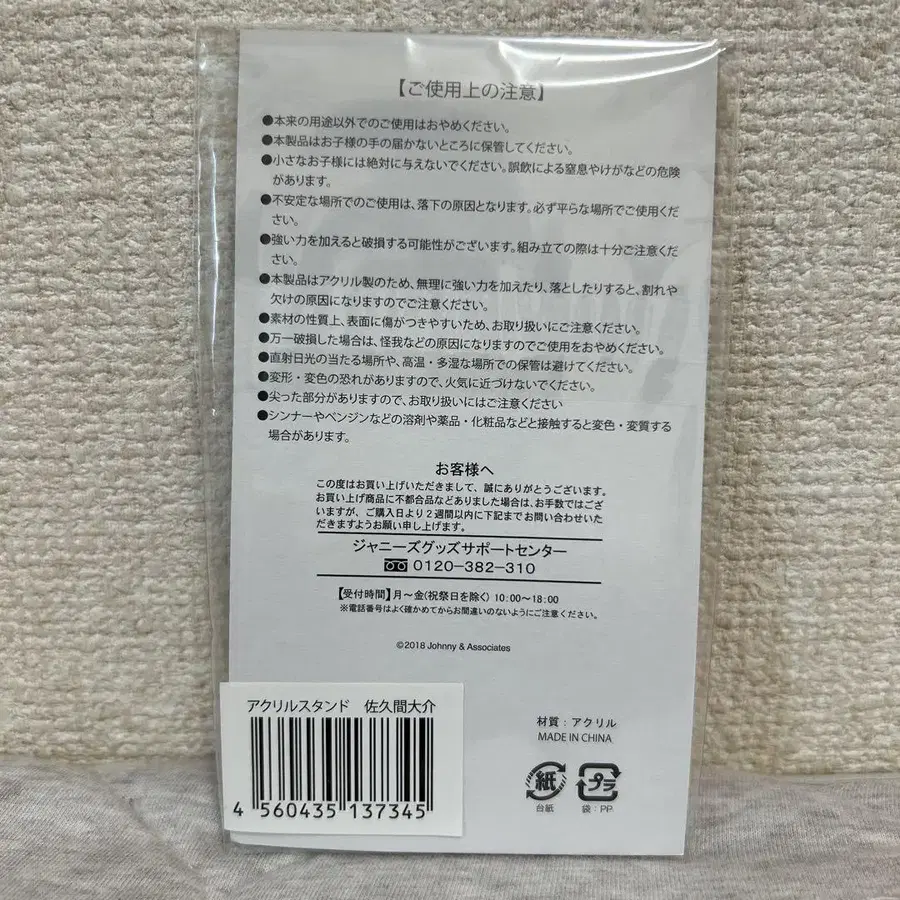 【ご使用上の注意】
●本来の用途以外でのご使用はおやめください。
●本製品はお子様の手の届かないところに保管してください。
●小さなお子様には絶対に与えないでください。誤飲による窒息やけがなどの危険
があります。
●不安定な場所でのご使用は、落下の原因となります。必ず平らな場所でご使用くだ
さい。
●強い力を加えると破損する可能性がございます。組み立ての際は十分ご注意くだ
さい。
●本製品はアクリル製のため、無理に強い力を加えたり、落としたりすると、割れや
欠けの原因になりますのでご注意ください。
●素材の性質上、表面に傷がつきやすいため、お取り扱いにご注意ください。
●万一破損した場合は、怪我などの原因になりますのでご使用をおやめください。
●直射日光の当たる場所や、高温・多湿な場所での保管は避けてください。
●変形・変色の恐れがありますので、火気に近づけないでください。
●尖った部分がありますので、お取り扱いにはご注意ください
●シンナーやベンジンなどの溶剤や薬品・化粧品などと接触すると変色・変質する
場合があります。
お客様へ
この度はお買い上げいただきまして、誠にありがとうございます。
お買い上げ商品に不都合品などありました場合は、お手数ではござ
いますが、ご購入日より2週間以内に下記までお問い合わせいた
だきますようお願い申し上げます。
ジャニーズグッズサポートセンター
0120-382-310
【受付時間】月～金(祝祭日を除く) 10:00～18:00
※電話番号はよく確かめてからお間違いのないようにご注意ください。
©2018 Johnny & Associates
アクリルスタンド 佐久間大介
4 560435 137345
材質：アクリル
MADE IN CHINA
紙 プラ
台紙 袋：PP